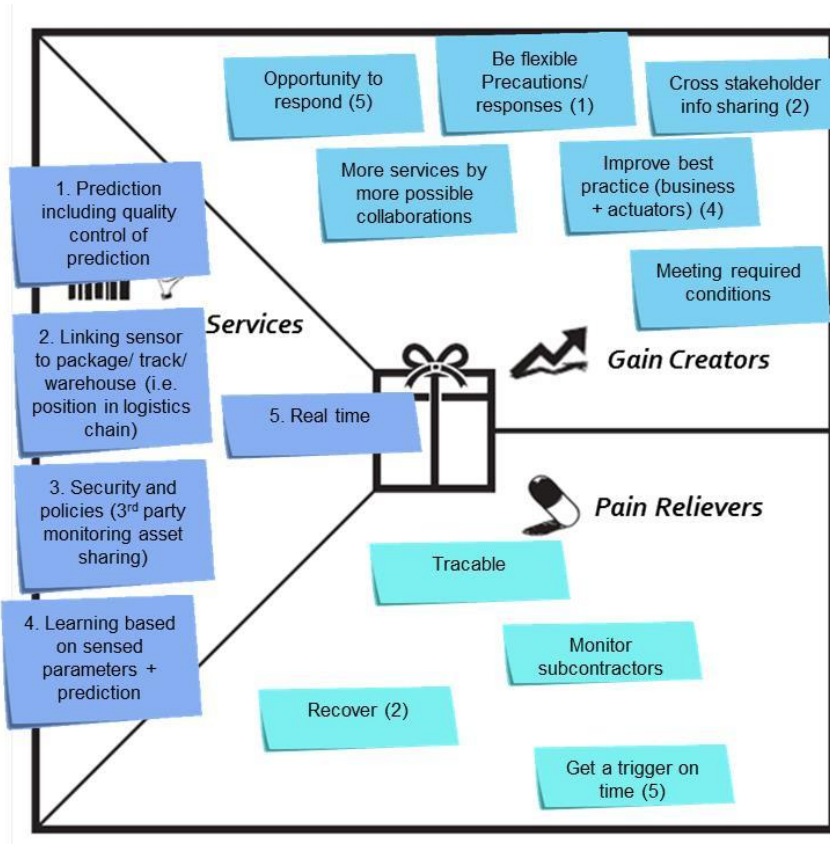 Opportunity to
respond (5)
Be flexible
Precautions/
responses (1)
Cross stakeholder
info sharing (2)
More services by
more possible
collaborations
Improve best
practice (business
+ actuators) (4)
Meeting required
conditions
1. Prediction
including quality
control of
prediction
Services
2. Linking sensor
to package/ track/
warehouse (i.e.
position in logistics
chain)
Gain Creators
5. Real time
3. Security and
policies (3rd party
monitoring asset
sharing)
Pain Relievers
Tracable
4. Learning based
on sensed
parameters +
prediction
Monitor
subcontractors
Recover (2)
Get a trigger on
time (5)